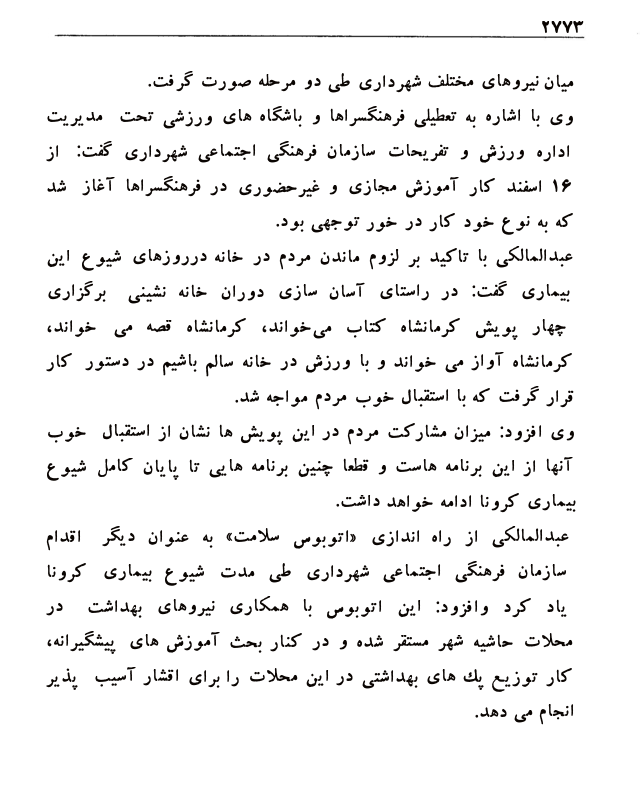 ۲۷۷۳
میان نیروهای مختلف شهرداری طی دو مرحله صورت گرفت.
وی با اشاره به تعطیلی فرهنگسراها و باشگاه های ورزشی تحت مدیریت
اداره ورزش و تفریحات سازمان فرهنگی اجتماعی شهرداری گفت: از
۱۶ اسفند کار آموزش مجازی و غیرحضوری در فرهنگسراها آغاز شد
که به نوع خود کار در خور توجهی بود.
عبدالمالکی با تاکید بر لزوم ماندن مردم در خانه درروزهای شیوع این
بیماری گفت: در راستای آسان سازی دوران خانه نشینی برگزاری
چهار پویش کرمانشاه کتاب می‌خواند، کرمانشاه قصه می خواند،
کرمانشاه آواز می خواند و با ورزش در خانه سالم باشیم در دستور کار
قرار گرفت که با استقبال خوب مردم مواجه شد.
وی افزود: میزان مشارکت مردم در این پویش ها نشان از استقبال خوب
آنها از این برنامه هاست و قطعا چنین برنامه هایی تا پایان کامل شیوع
بیماری کرونا ادامه خواهد داشت.
عبدالمالکی از راه اندازی «اتوبوس سلامت» به عنوان دیگر اقدام
سازمان فرهنگی اجتماعی شهرداری طی مدت شیوع بیماری کرونا
یاد کرد وافزود: این اتوبوس با همکاری نیروهای بهداشت در
محلات حاشیه شهر مستقر شده و در کنار بحث آموزش های پیشگیرانه،
کار توزیع پك های بهداشتی در این محلات را برای اقشار آسیب پذیر
انجام می دهد.